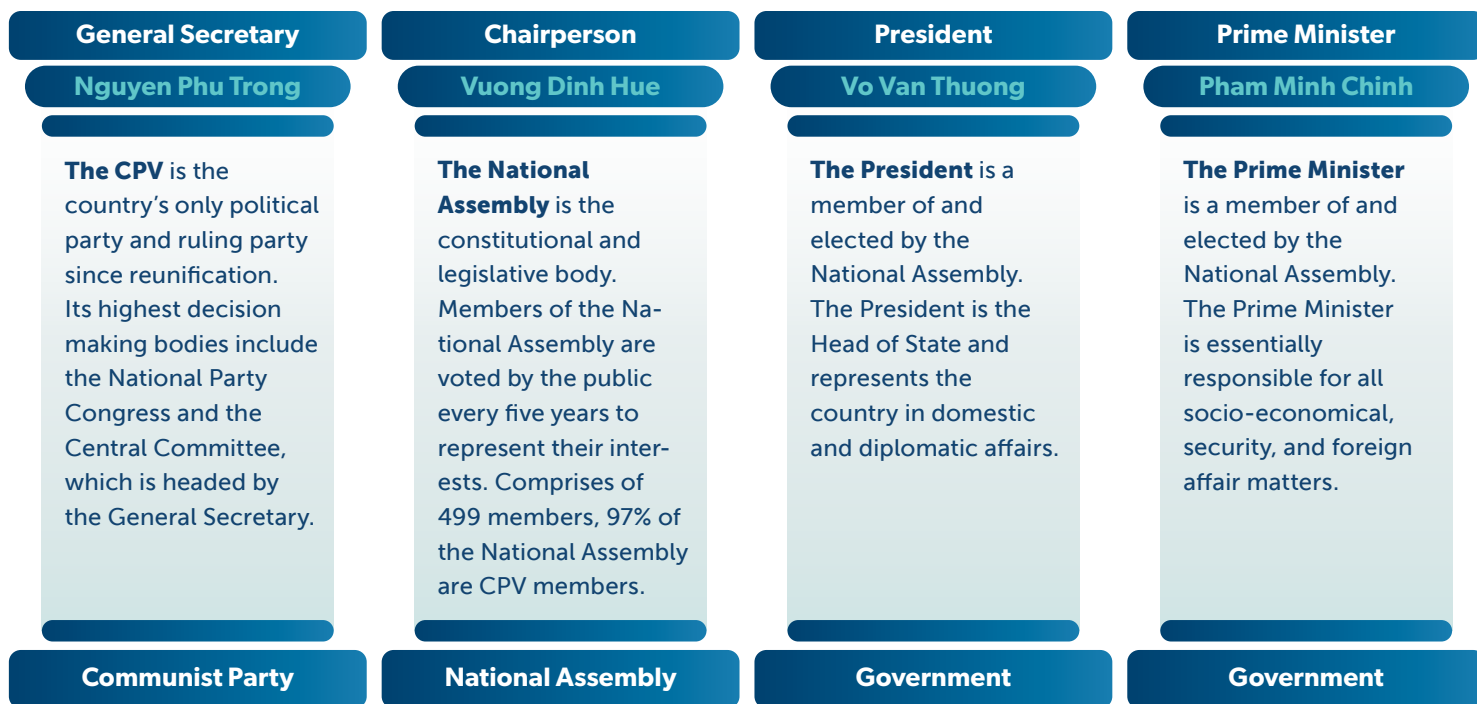 General Secretary
Nguyen Phu Trong
The CPV is the
country's only political
party and ruling party
since reunification.
Its highest decision
making bodies include
the National Party
Congress and the
Central Committee,
which is headed by
the General Secretary.
Communist Party
Chairperson
Vuong Dinh Hue
The National
Assembly is the
constitutional and
legislative body.
Members of the Na-
tional Assembly are
voted by the public
every five years to
represent their inter-
ests. Comprises of
499 members, 97% of
the National Assembly
are CPV members.
National Assembly
President
Vo Van Thuong
The President is a
member of and
elected by the
National Assembly.
The President is the
Head of State and
represents the
country in domestic
and diplomatic affairs.
Government
Prime Minister
Pham Minh Chinh
The Prime Minister
is a member of and
elected by the
National Assembly.
The Prime Minister
is essentially
responsible for all
socio-economical,
security, and foreign
affair matters.
Government